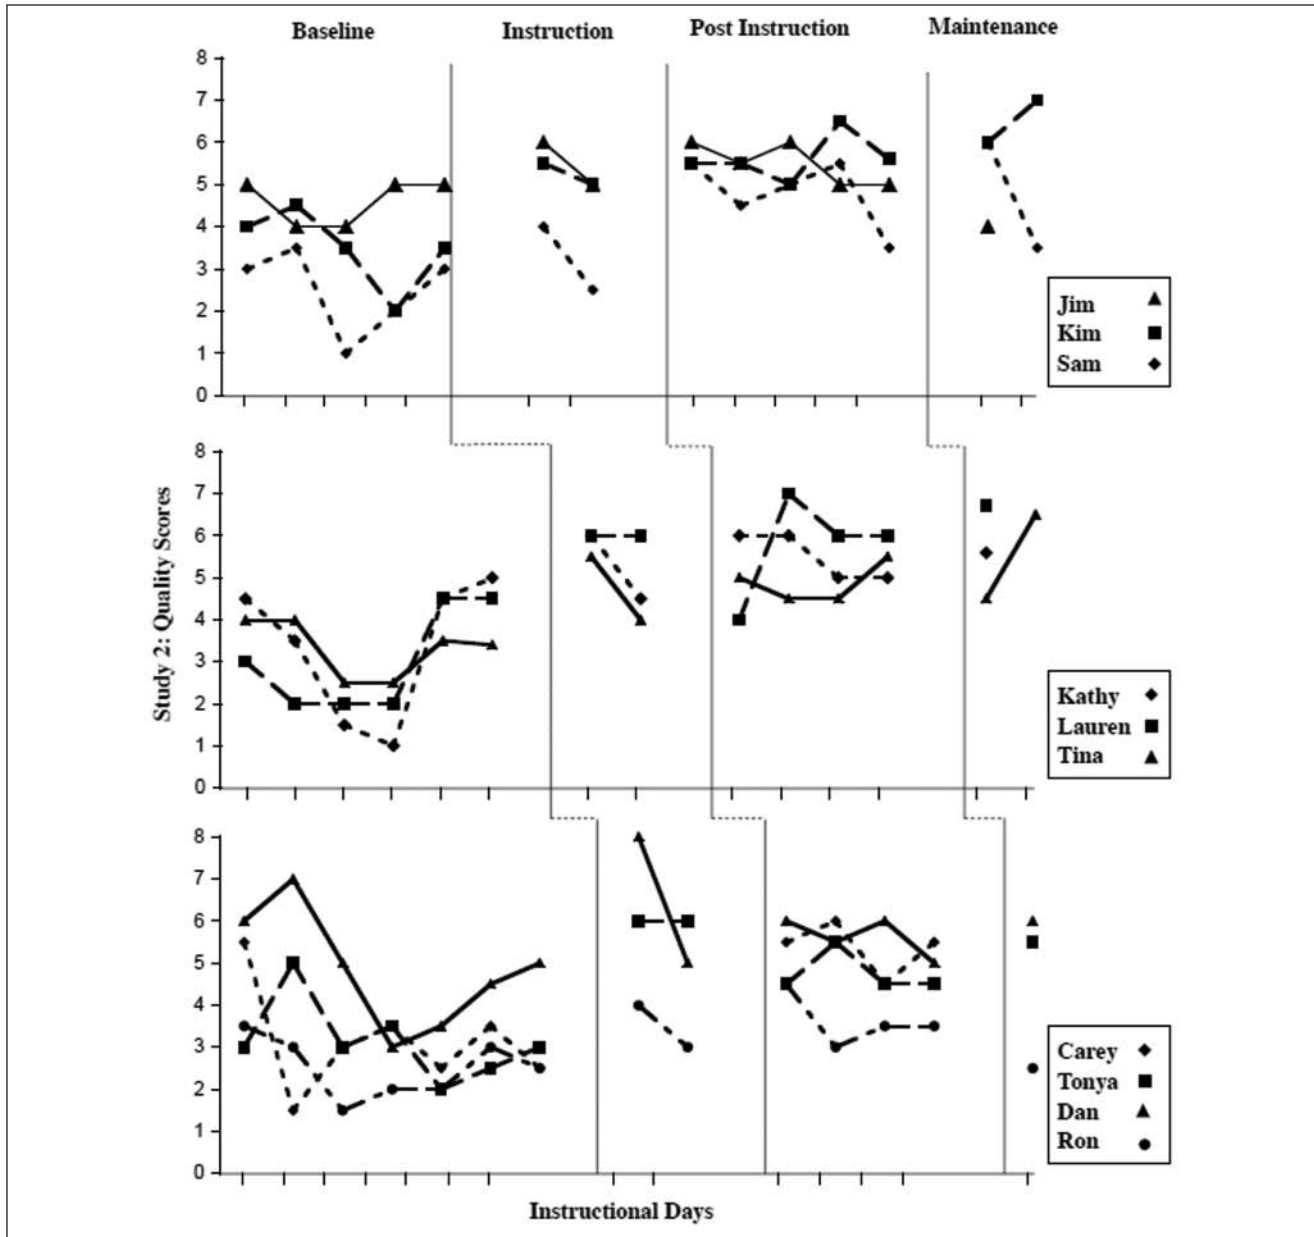 Baseline
Instruction
Post Instruction
Maintenance
8
7
6
5
4
3
2
1
0
Jim
Kim
Sam
Study 2: Quality Scores
8
7
6
5
4
3
2
1
0
Kathy
Lauren
Tina
8
7
6
5
4
3
2
1
0
Carey
Tonya
Dan
Ron
Instructional Days